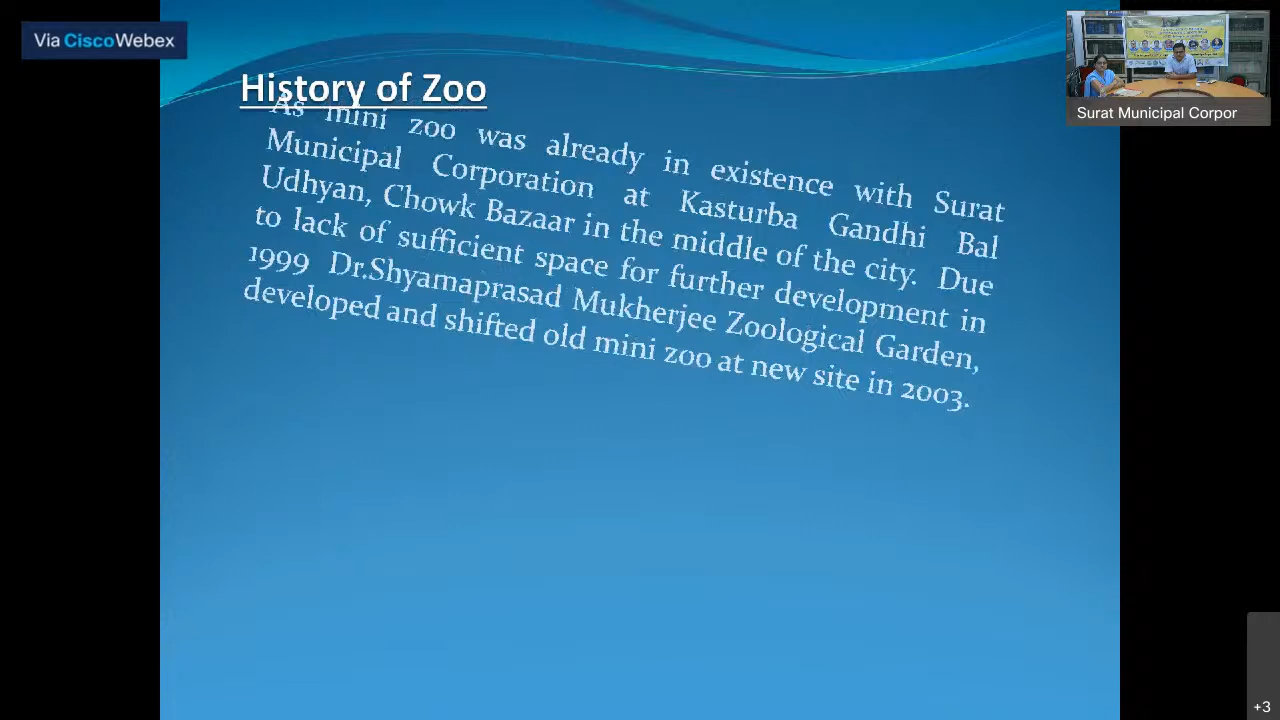 Via CiscoWebex
History of Zoo
As mini zoo was already in existence with Surat
Municipal Corporation at Kasturba Gandhi Bal
Udhyan, Chowk Bazaar in the middle of the city. Due
to lack of sufficient space for further development in
1999 Dr.Shyamaprasad Mukherjee Zoological Garden,
developed and shifted old mini zoo at new site in 2003.
Surat Municipal Corpor
+3